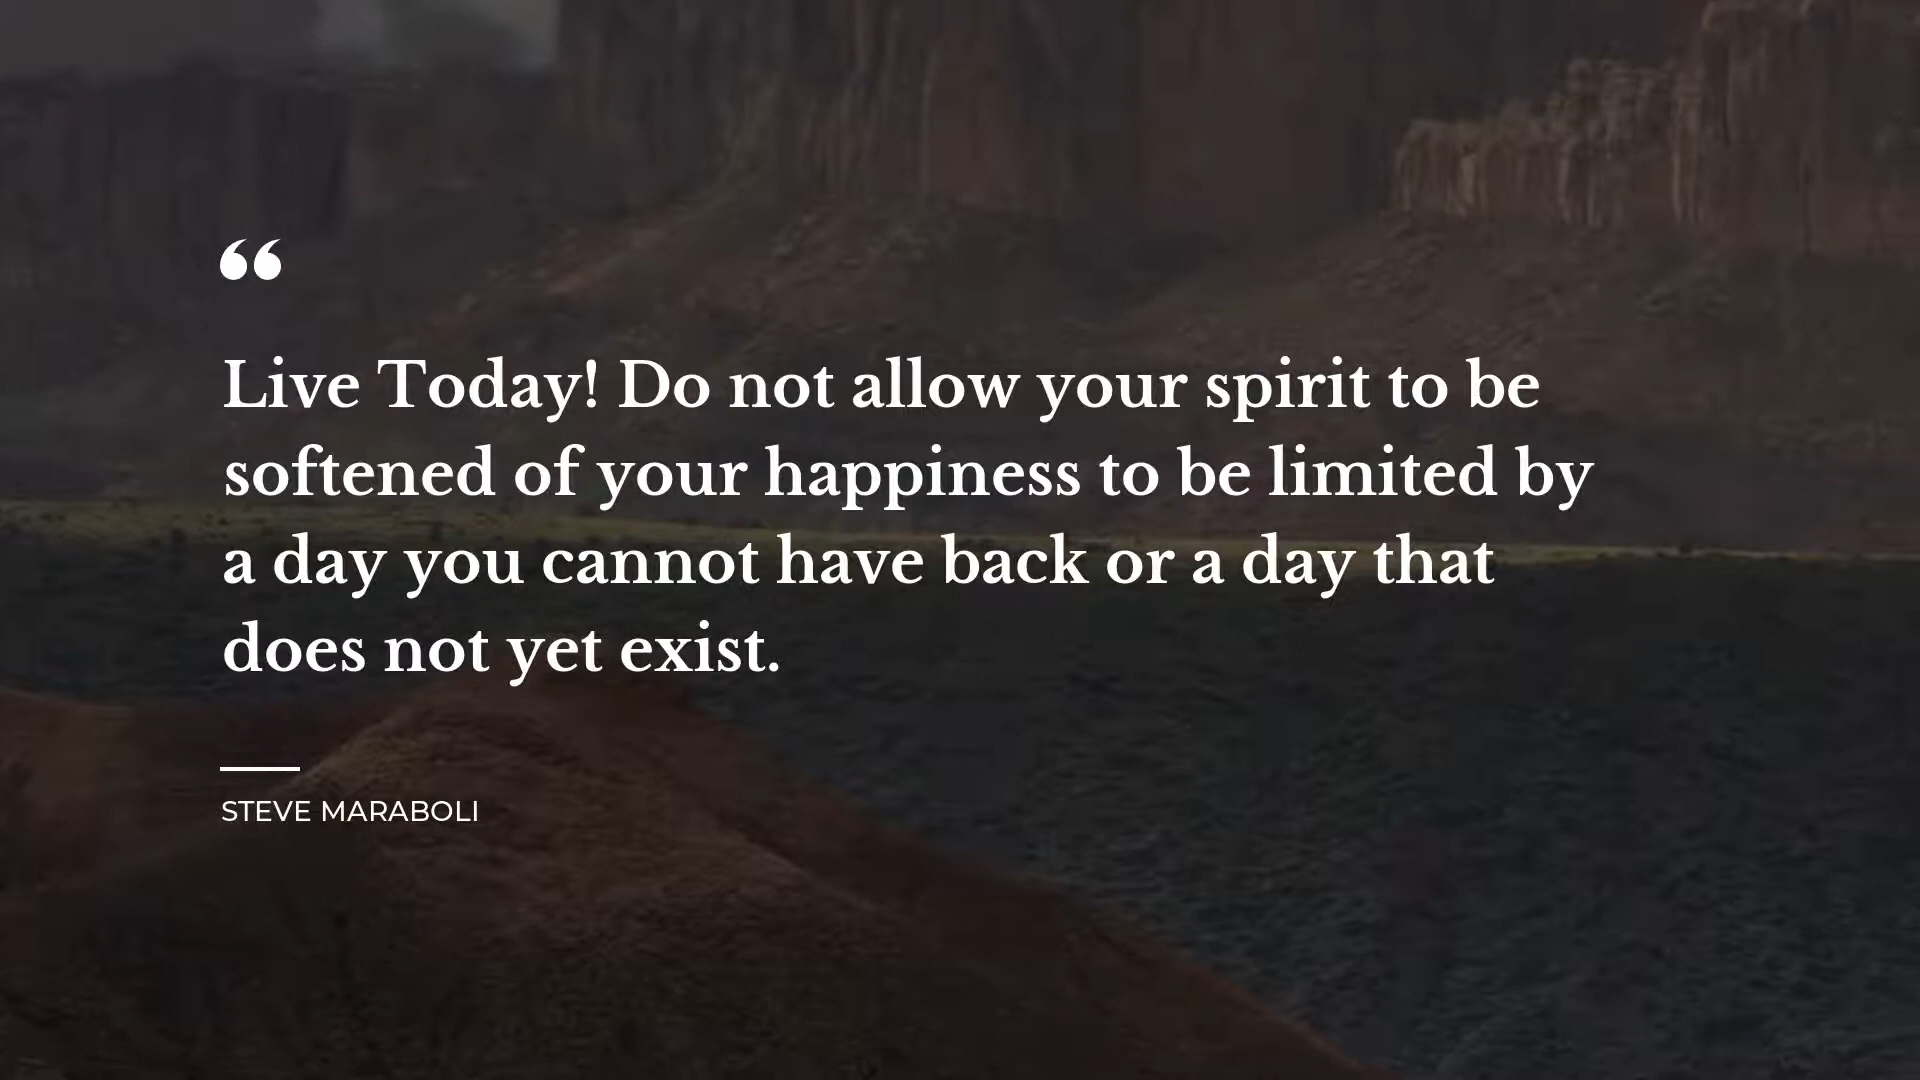 “
Live Today! Do not allow your spirit to be
softened of your happiness to be limited by
a day you cannot have back or a day that
does not yet exist.
STEVE MARABOLI